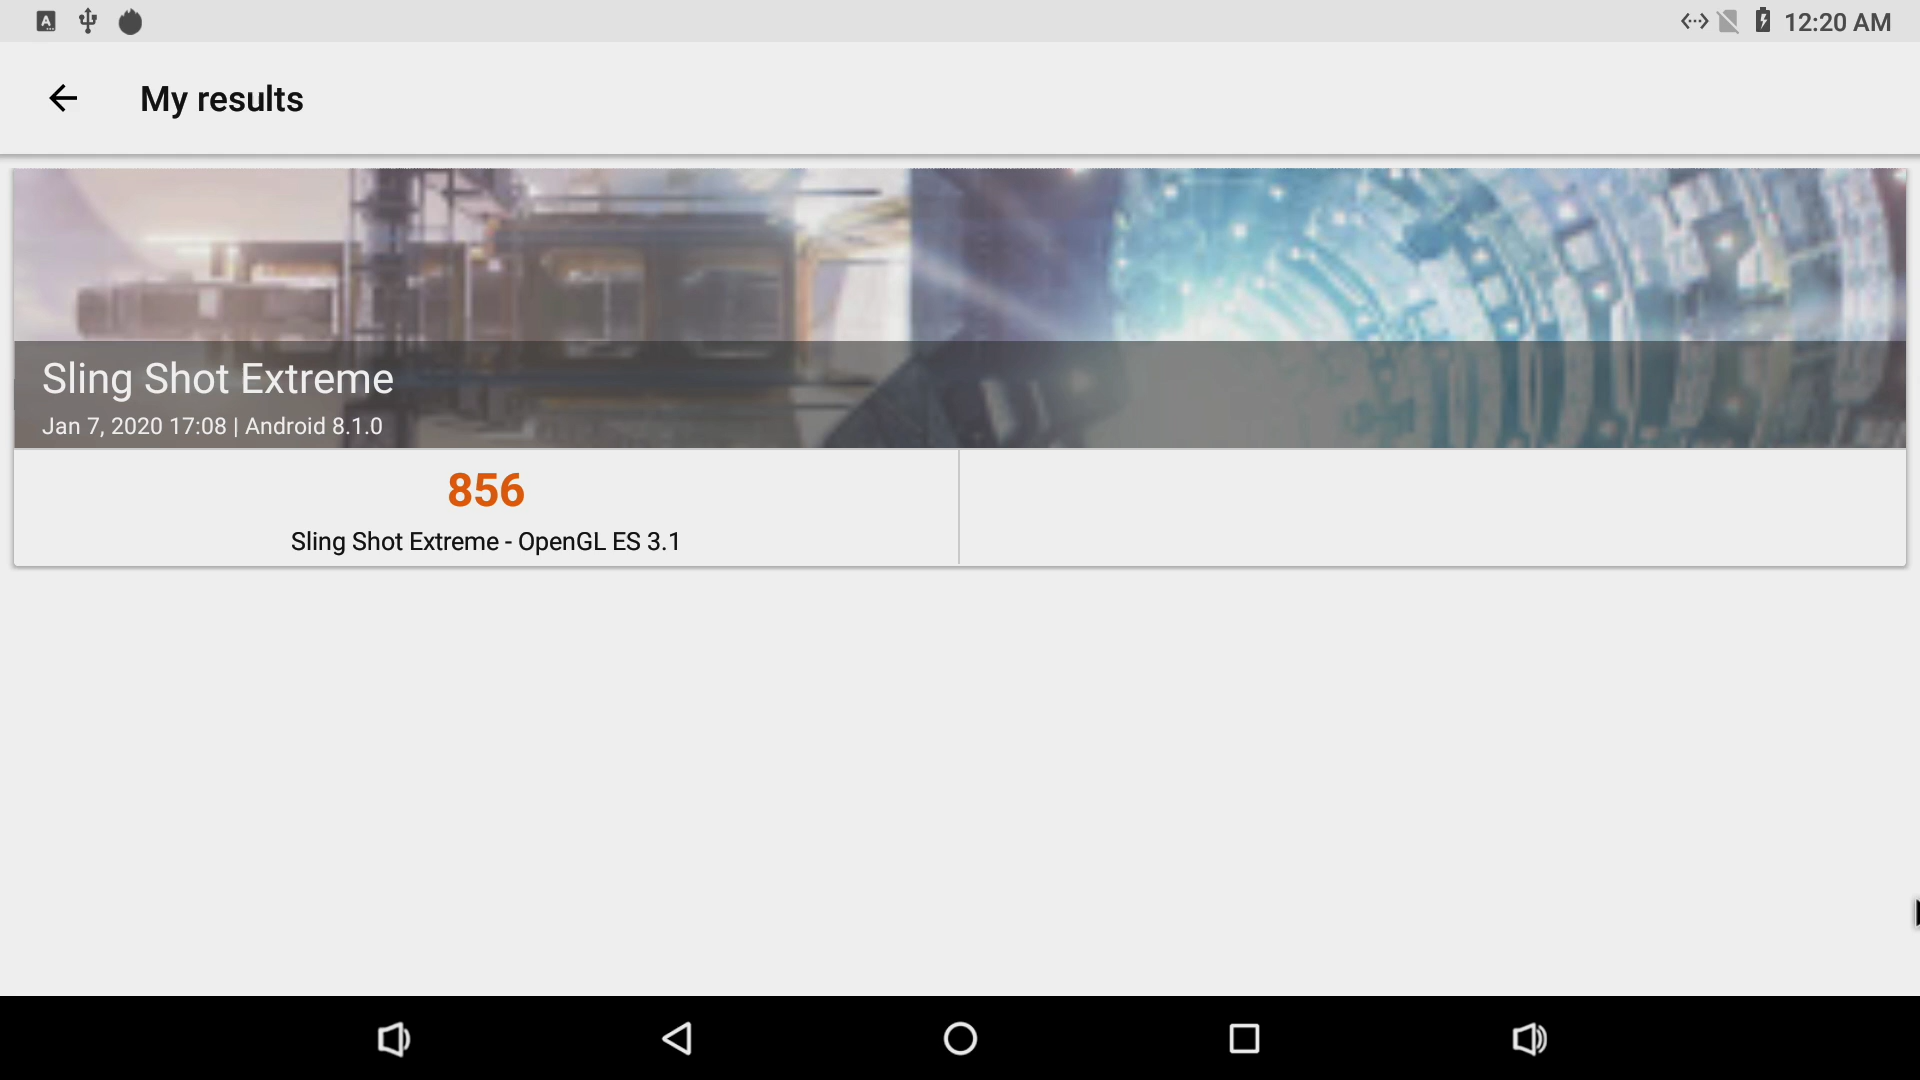 12:20 AM
My results
Sling Shot Extreme
Jan 7, 2020 17:08 | Android 8.1.0
856
Sling Shot Extreme - OpenGL ES 3.1